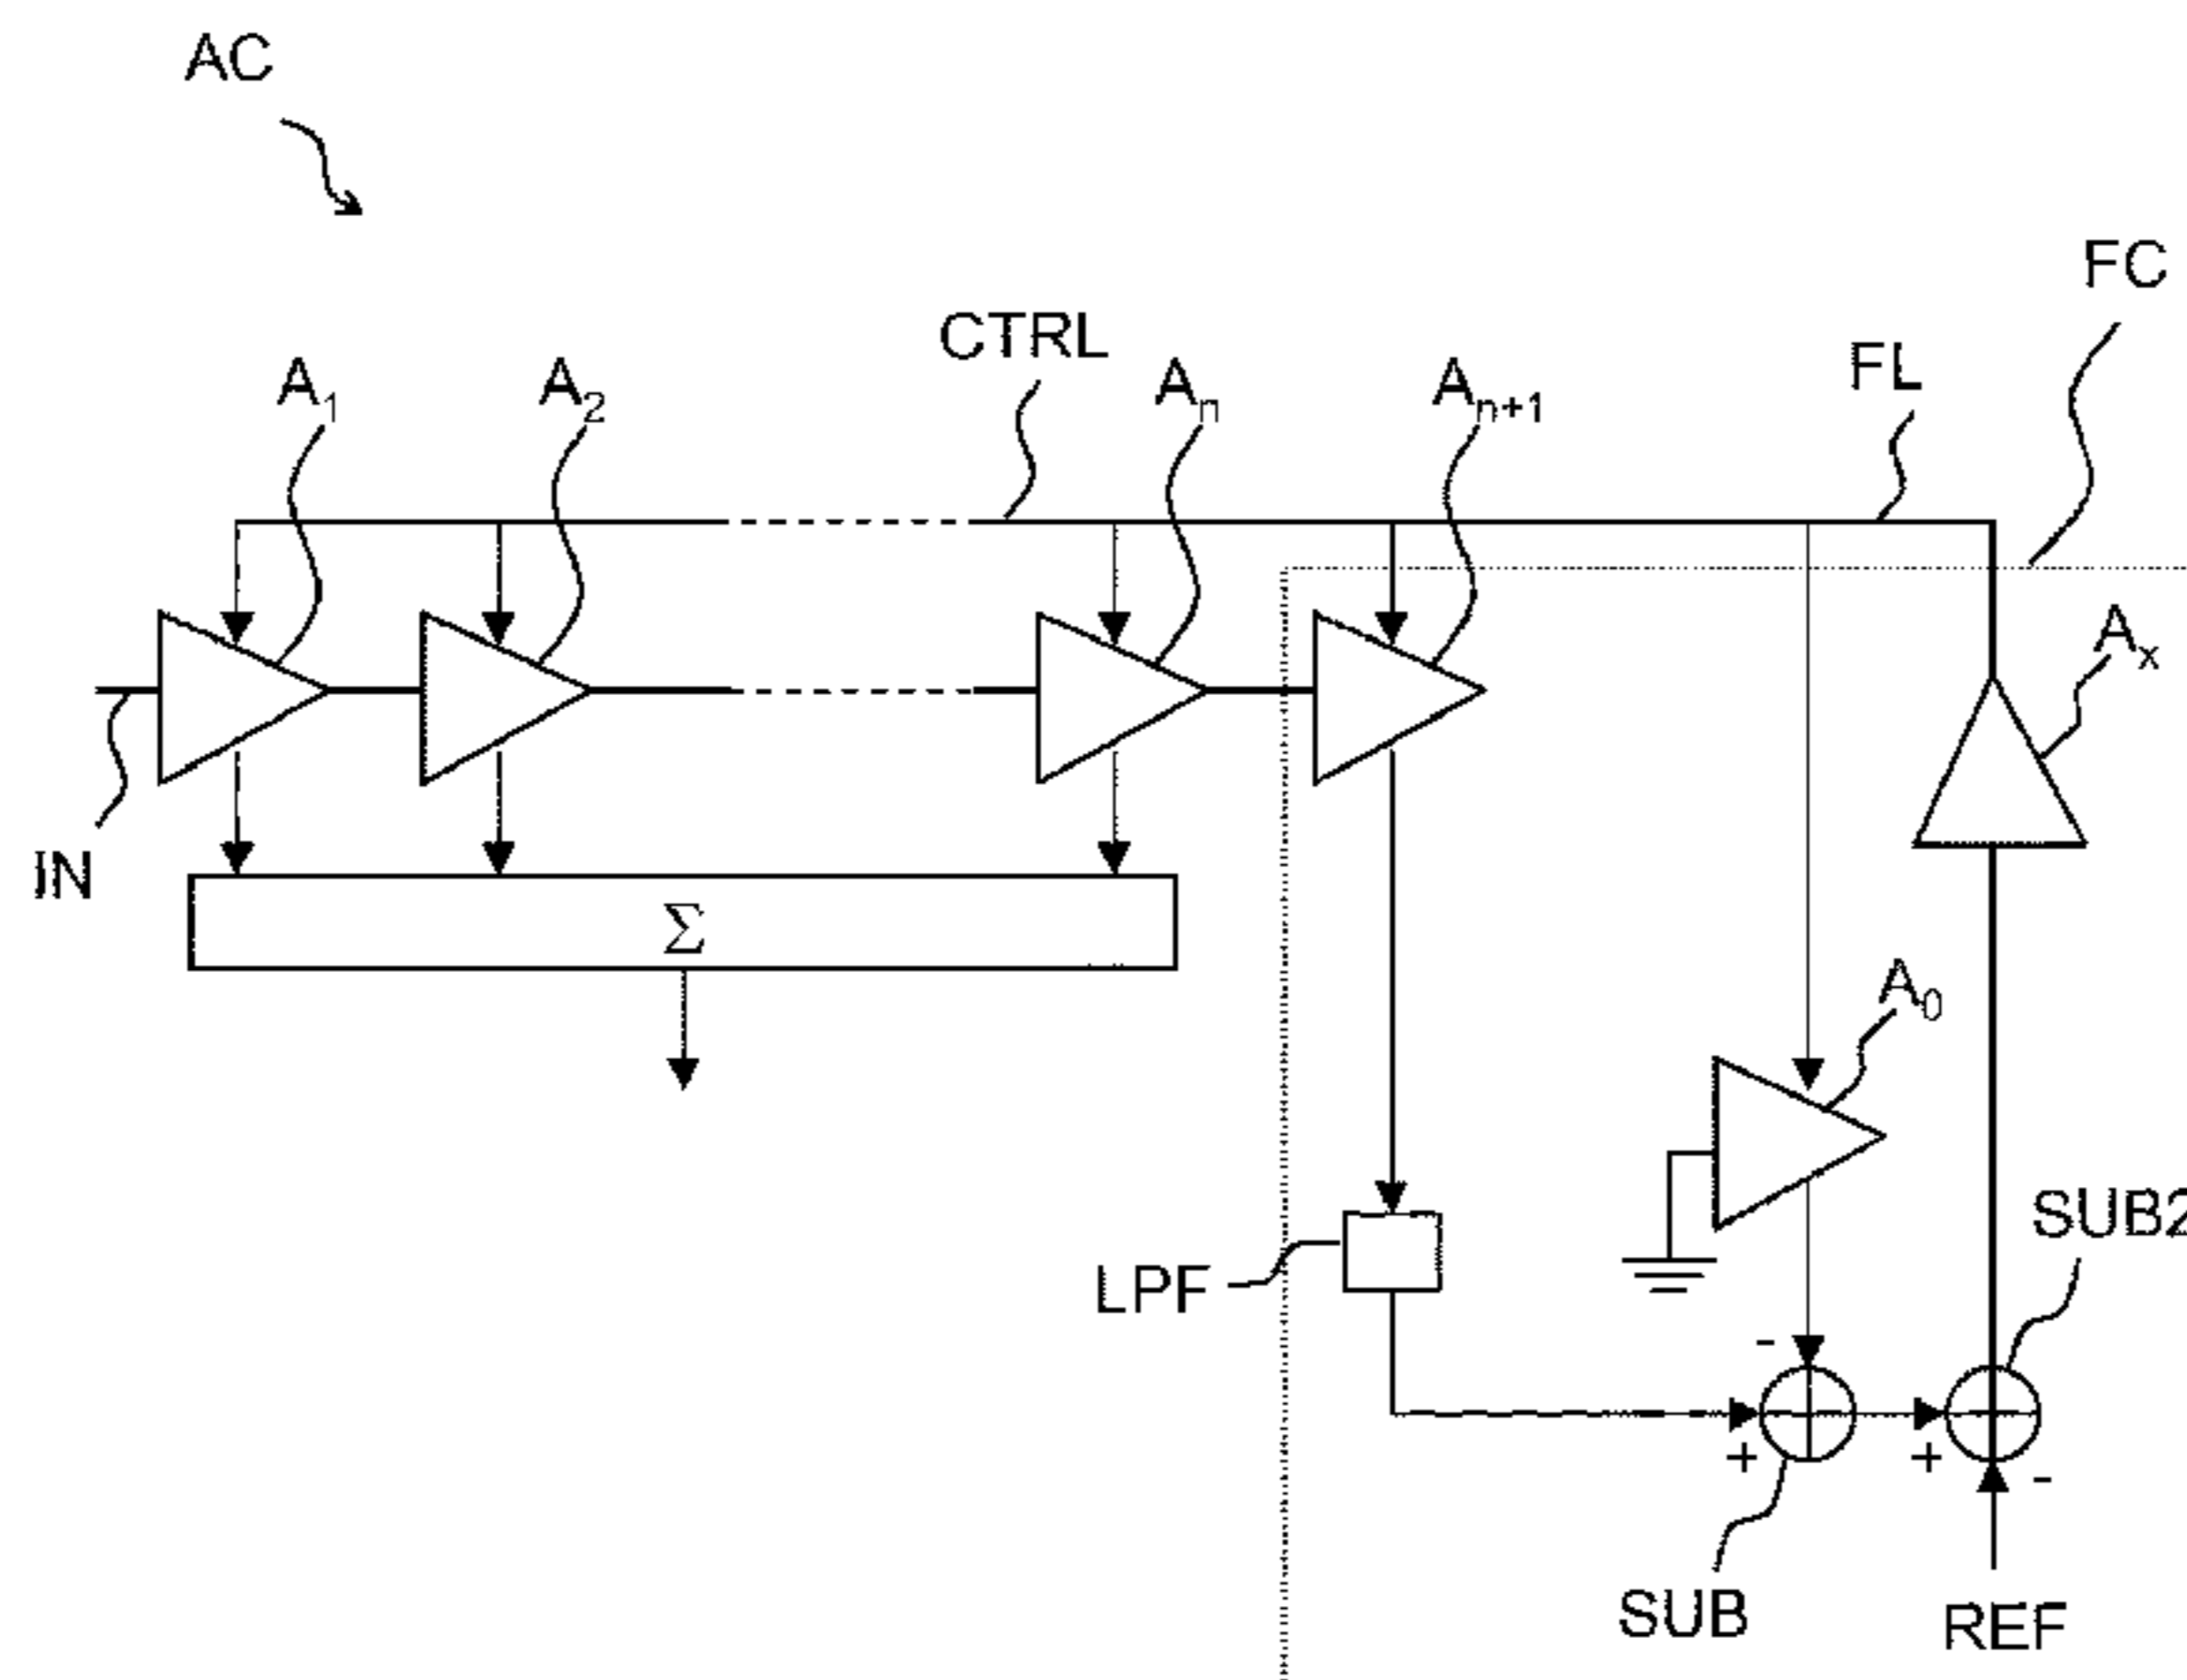 AC
FC
CTRL
FL
A1
A2
An
An+1
Ax
IN
Σ
A0
SUB2
LPF
-
+
+
-
SUB
REF